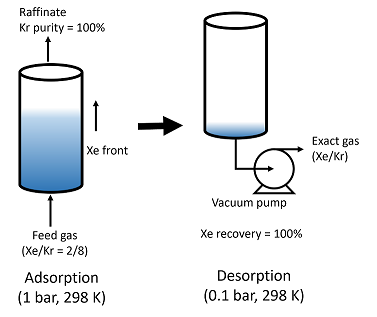 Raffinate
Kr purity = 100%
Xe front
Feed gas
(Xe/Kr = 2/8)
Adsorption
(1 bar, 298 K)
Exact gas
(Xe/Kr)
Vacuum pump
Xe recovery = 100%
Desorption
(0.1 bar, 298 K)